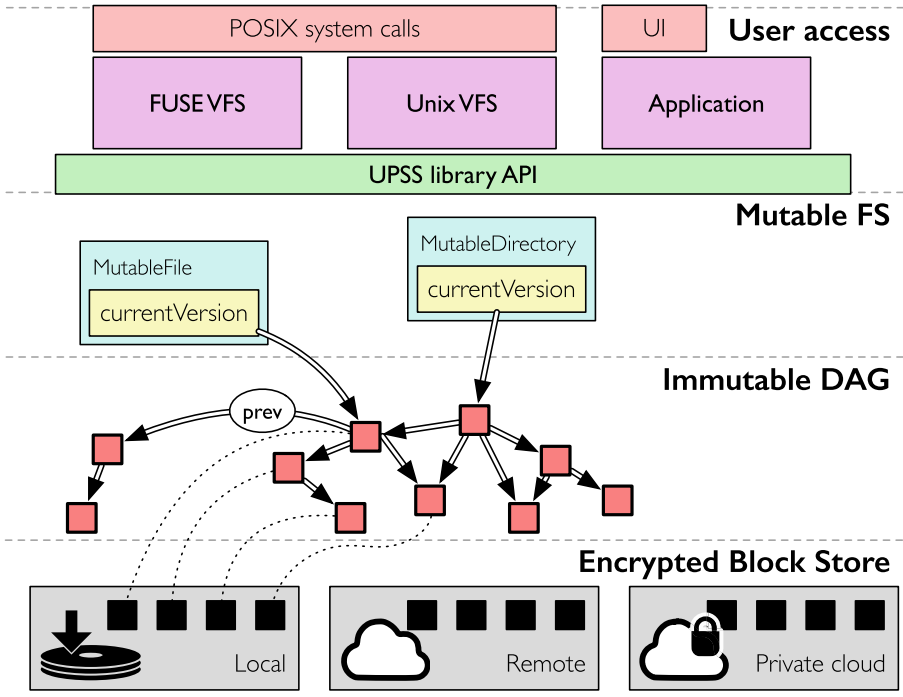 POSIX system calls
UI
User access
FUSE VFS
Unix VFS
Application
UPSS library API
Mutable FS
MutableDirectory
currentVersion
MutableFile
currentVersion
Immutable DAG
prev
Encrypted Block Store
Local
Remote
Private cloud